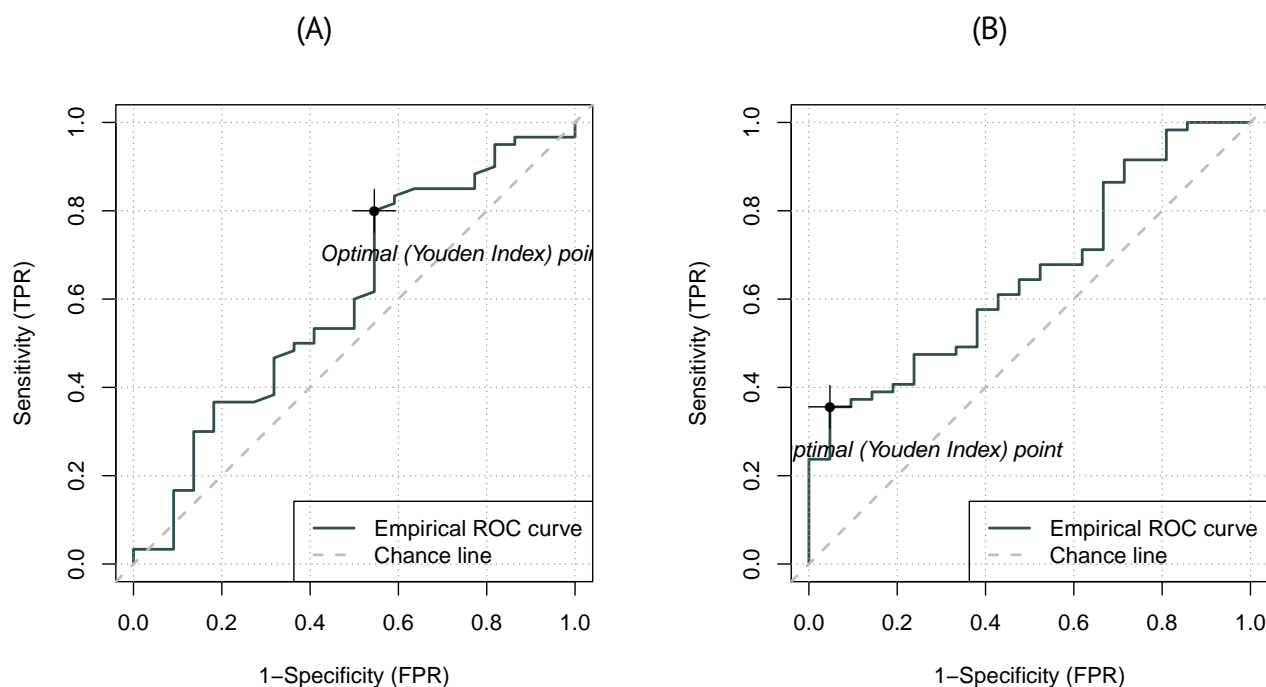 (A)
Sensitivity (TPR)
1.0
0.8
0.6
0.4
0.2
0.0
Optimal (Youden Index) poi
Empirical ROC curve
Chance line
0.0 0.2 0.4 0.6 0.8 1.0
1−Specificity (FPR)
(B)
Sensitivity (TPR)
1.0
0.8
0.6
0.4
0.2
0.0
ptimal (Youden Index) point
Empirical ROC curve
Chance line
0.0 0.2 0.4 0.6 0.8 1.0
1−Specificity (FPR)